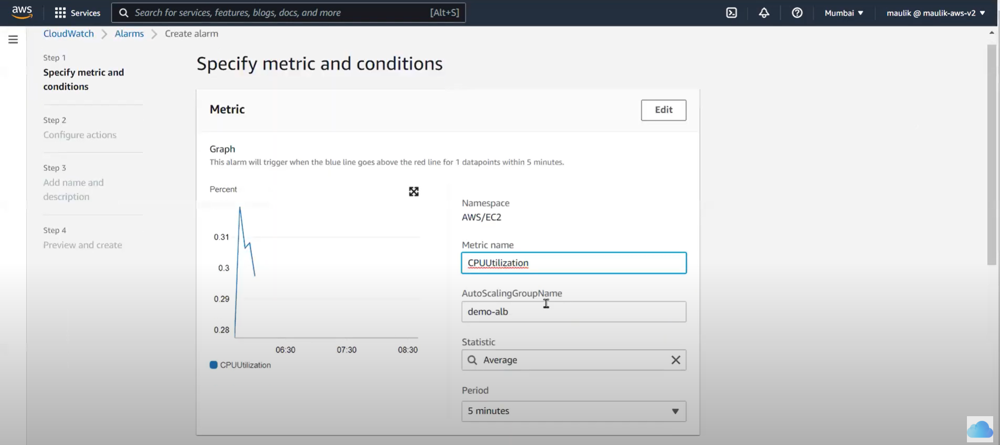 aws
Services
Search for services, features, blogs, docs, and more
[Alt+S]
Mumbai
maulik @ maulik-aws-v2
CloudWatch
Alarms
Create alarm
Step 1
Specify metric and
conditions
Step 2
Configure actions
Step 3
Add name and
description
Step 4
Preview and create
Specify metric and conditions
Metric
Edit
Graph
This alarm will trigger when the blue line goes above the red line for 1 datapoints within 5 minutes.
Percent
0.31
0.3
0.29
0.28
06:30
07:30
08:30
CPUUtilization
Namespace
AWS/EC2
Metric name
CPUUtilization
AutoScalingGroupName
demo-alb
Statistic
Average
Period
5 minutes